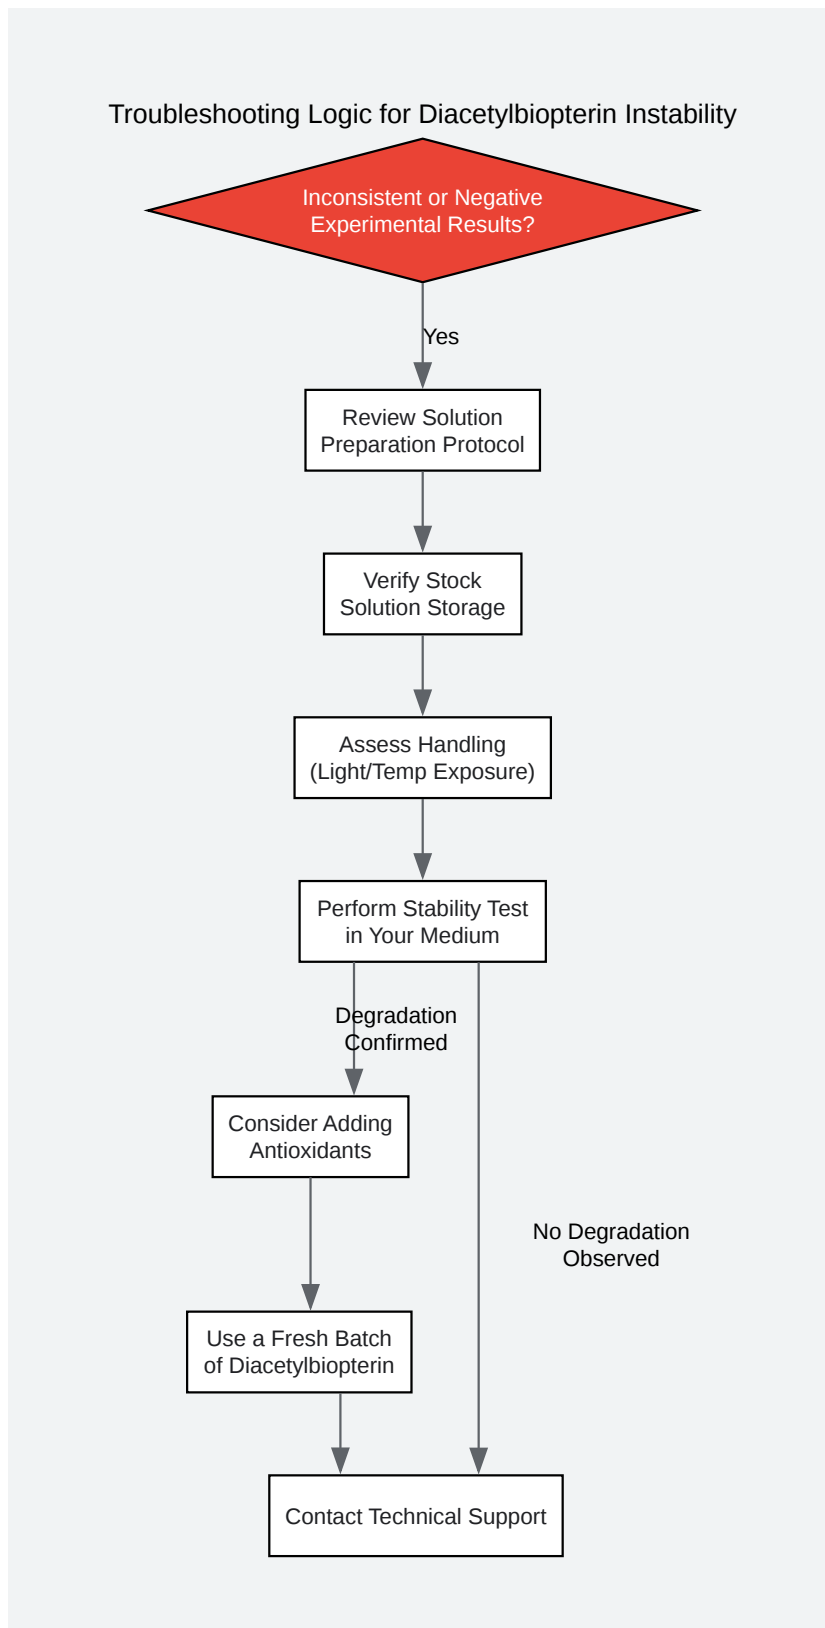 Troubleshooting Logic for Diacetylbiopterin Instability
Inconsistent or Negative
Experimental Results?
Yes
Review Solution
Preparation Protocol
Verify Stock
Solution Storage
Assess Handling
(Light/Temp Exposure)
Perform Stability Test
in Your Medium
Degradation
Confirmed
Consider Adding
Antioxidants
No Degradation
Observed
Use a Fresh Batch
of Diacetylbiopterin
Contact Technical Support